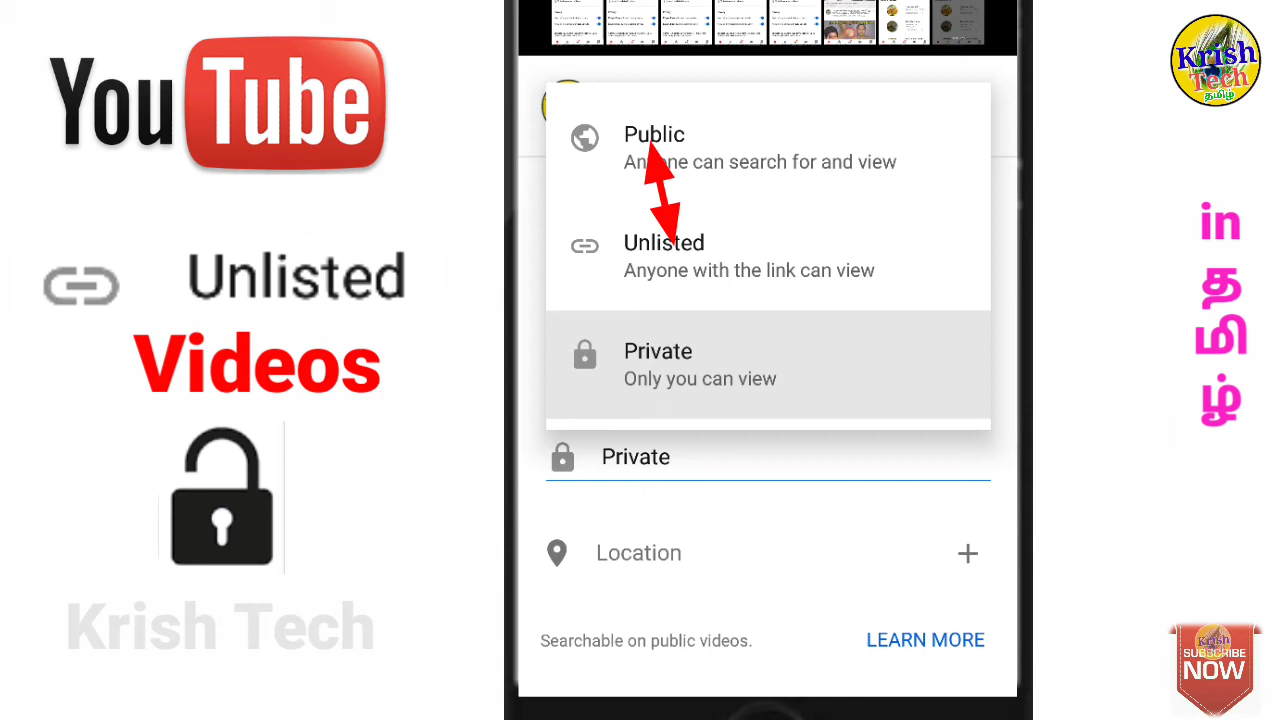 YouTube
Unlisted
Videos
Krish Tech
Public
Anyone can search for and view
Unlisted
Anyone with the link can view
Private
Only you can view
Private
Location
Searchable on public videos.
LEARN MORE
Krish
Tech
தமிழ்
in
த
மி
ழ்
Krish
SUBSCRIBE
NOW